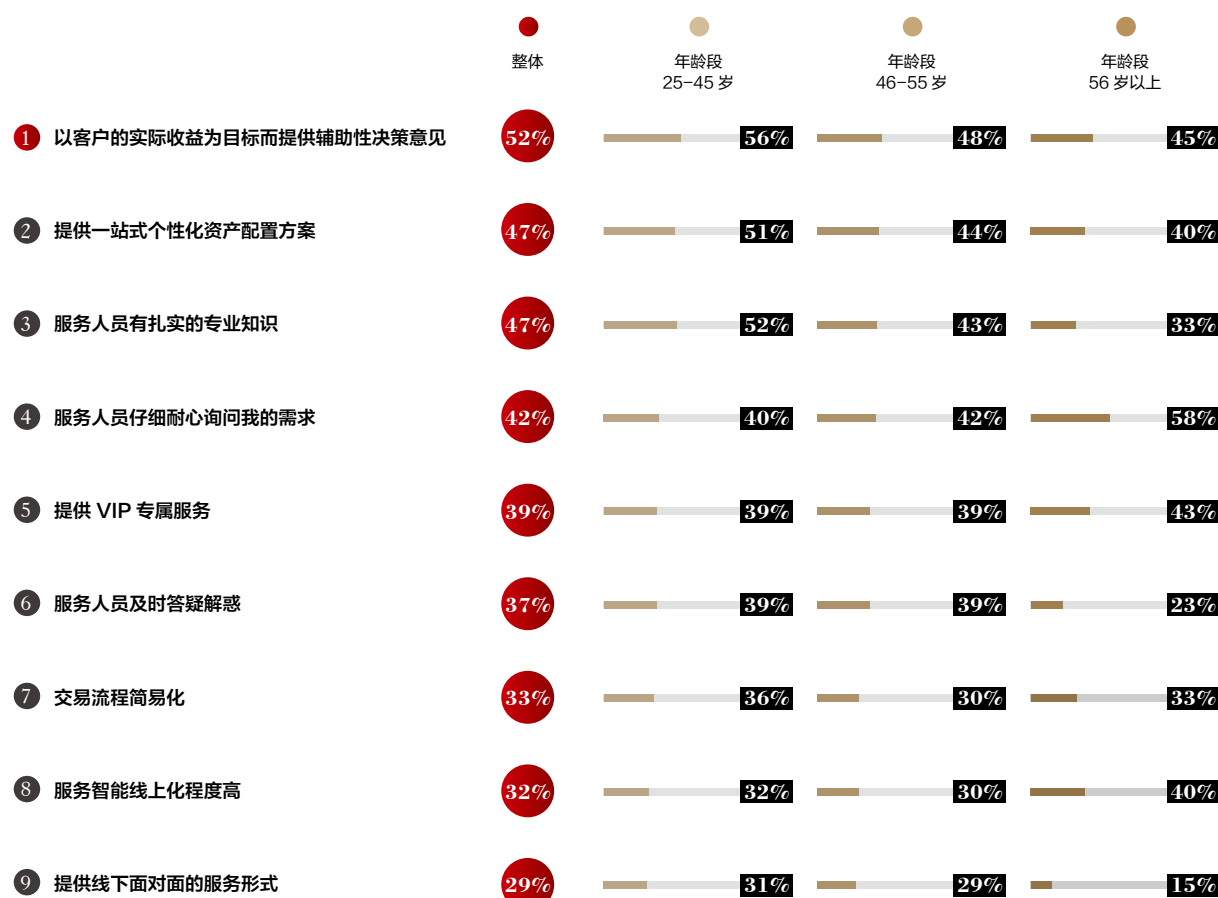 整体 年龄段 年龄段 年龄段
25-45 岁 46-55 岁 56 岁以上
1 以客户的实际收益为目标而提供辅助性决策意见 52% 56% 48% 45%
2 提供一站式个性化资产配置方案 47% 51% 44% 40%
3 服务人员有扎实的专业知识 47% 52% 43% 33%
4 服务人员仔细耐心询问我的需求 42% 40% 42% 58%
5 提供 VIP 专属服务 39% 39% 39% 43%
6 服务人员及时答疑解惑 37% 39% 39% 23%
7 交易流程简易化 33% 36% 30% 33%
8 服务智能线上化程度高 32% 32% 30% 40%
9 提供线下面对面的服务形式 29% 31% 29% 15%